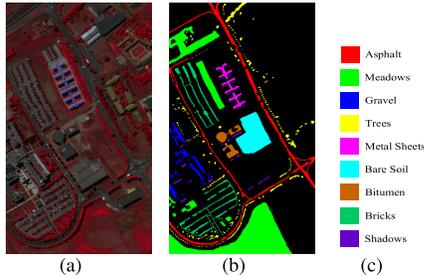 Asphalt
Meadows
Gravel
Trees
Metal Sheets
Bare Soil
Bitumen
Bricks
Shadows
(a) (b) (c)